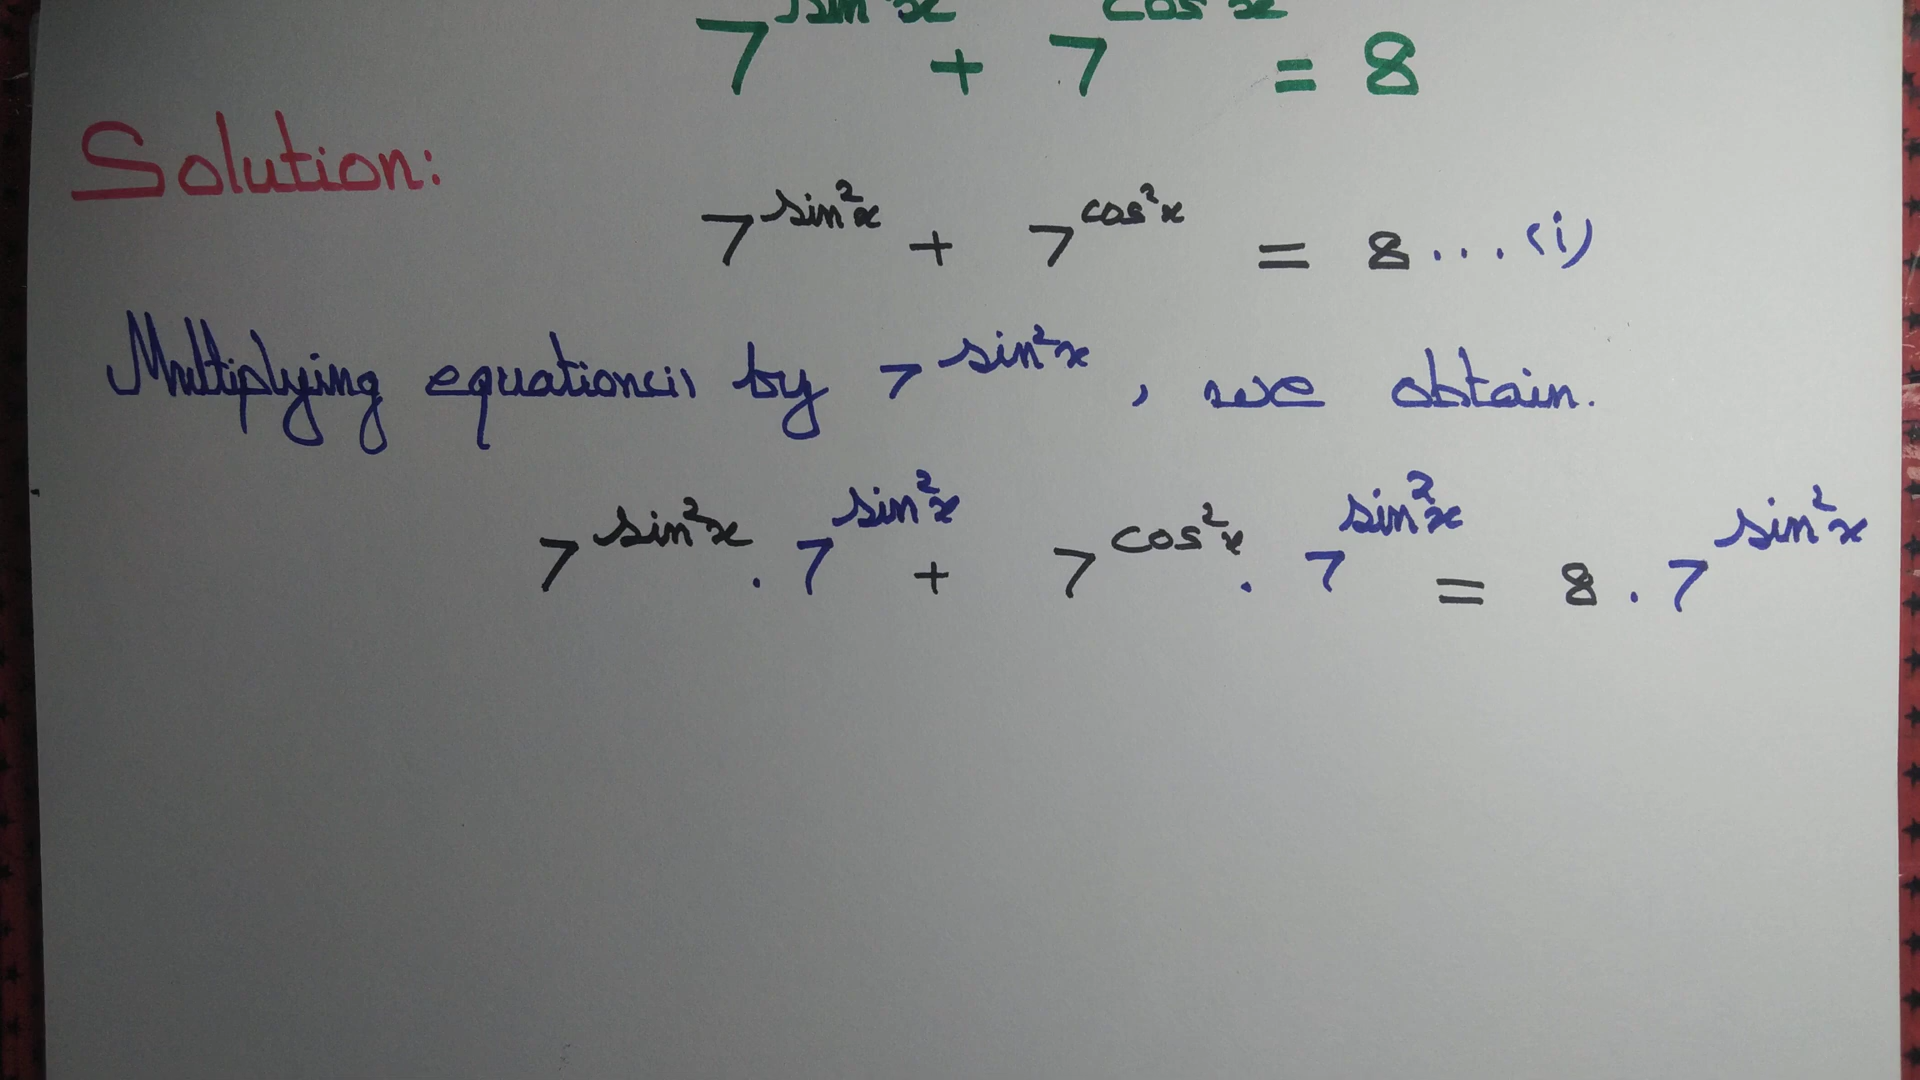 7^sin²x + 7^cos²x = 8
Solution:
7^sin²x + 7^cos²x = 8 ... (i)
Multiplying equation(i) by 7^sin²x, we obtain.
7^sin²x . 7^sin²x + 7^cos²x . 7^sin²x = 8 . 7^sin²x